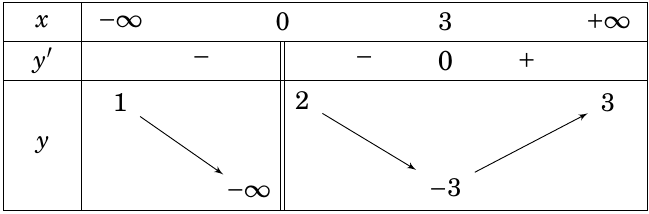 x −∞ 0 3 +∞
y′ − − 0 +
1 2 3
y
−∞ −3